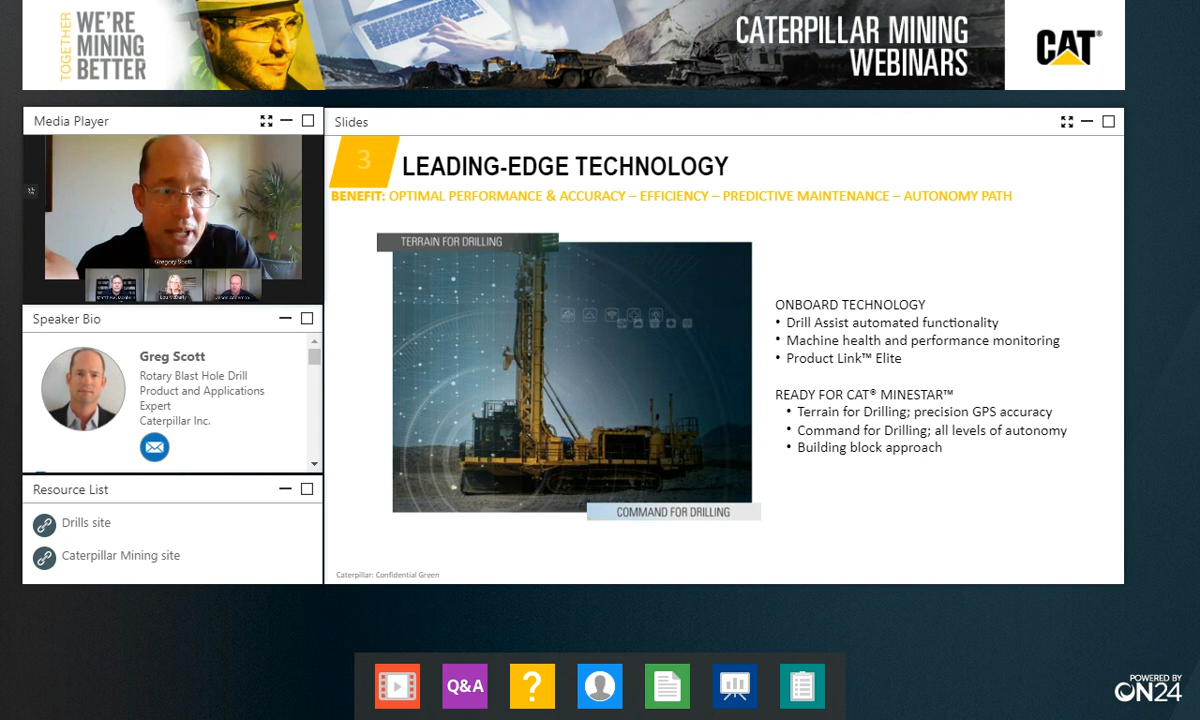 TOGETHER
WE'RE
MINING
BETTER
CATERPILLAR MINING
WEBINARS
CAT®
Media Player
Gregory Scott
Speaker Bio
Greg Scott
Rotary Blast Hole Drill
Product and Applications
Expert
Caterpillar Inc.
Resource List
Drills site
Caterpillar Mining site
Slides
3
LEADING-EDGE TECHNOLOGY
BENEFIT: OPTIMAL PERFORMANCE & ACCURACY – EFFICIENCY – PREDICTIVE MAINTENANCE – AUTONOMY PATH
TERRAIN FOR DRILLING
COMMAND FOR DRILLING
ONBOARD TECHNOLOGY
• Drill Assist automated functionality
• Machine health and performance monitoring
• Product Link™ Elite
READY FOR CAT® MINESTAR™
• Terrain for Drilling; precision GPS accuracy
• Command for Drilling; all levels of autonomy
• Building block approach
Caterpillar: Confidential Green
Q&A
?
POWERED BY
ON24